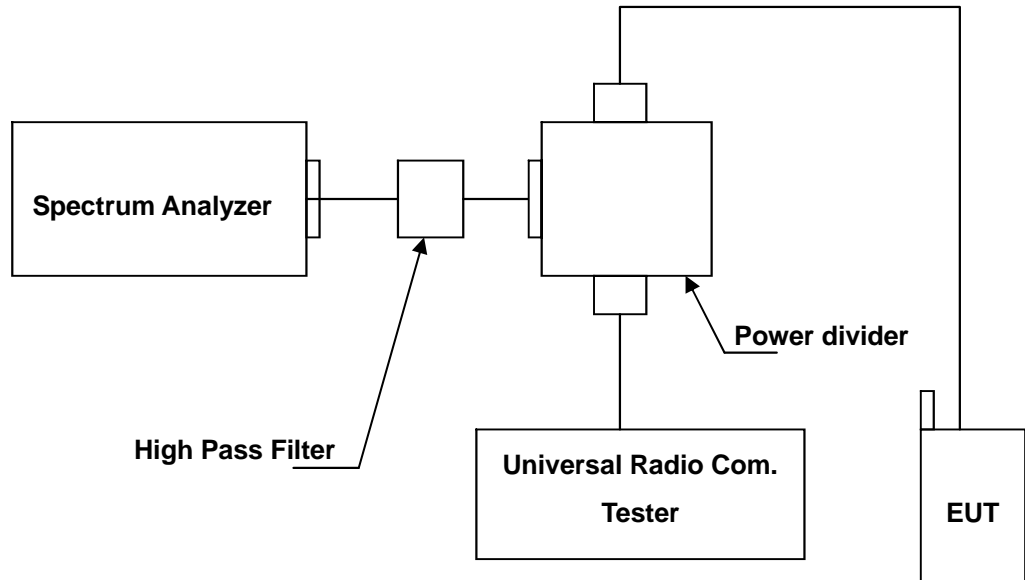 Spectrum Analyzer
Power divider
High Pass Filter
Universal Radio Com.
Tester
EUT